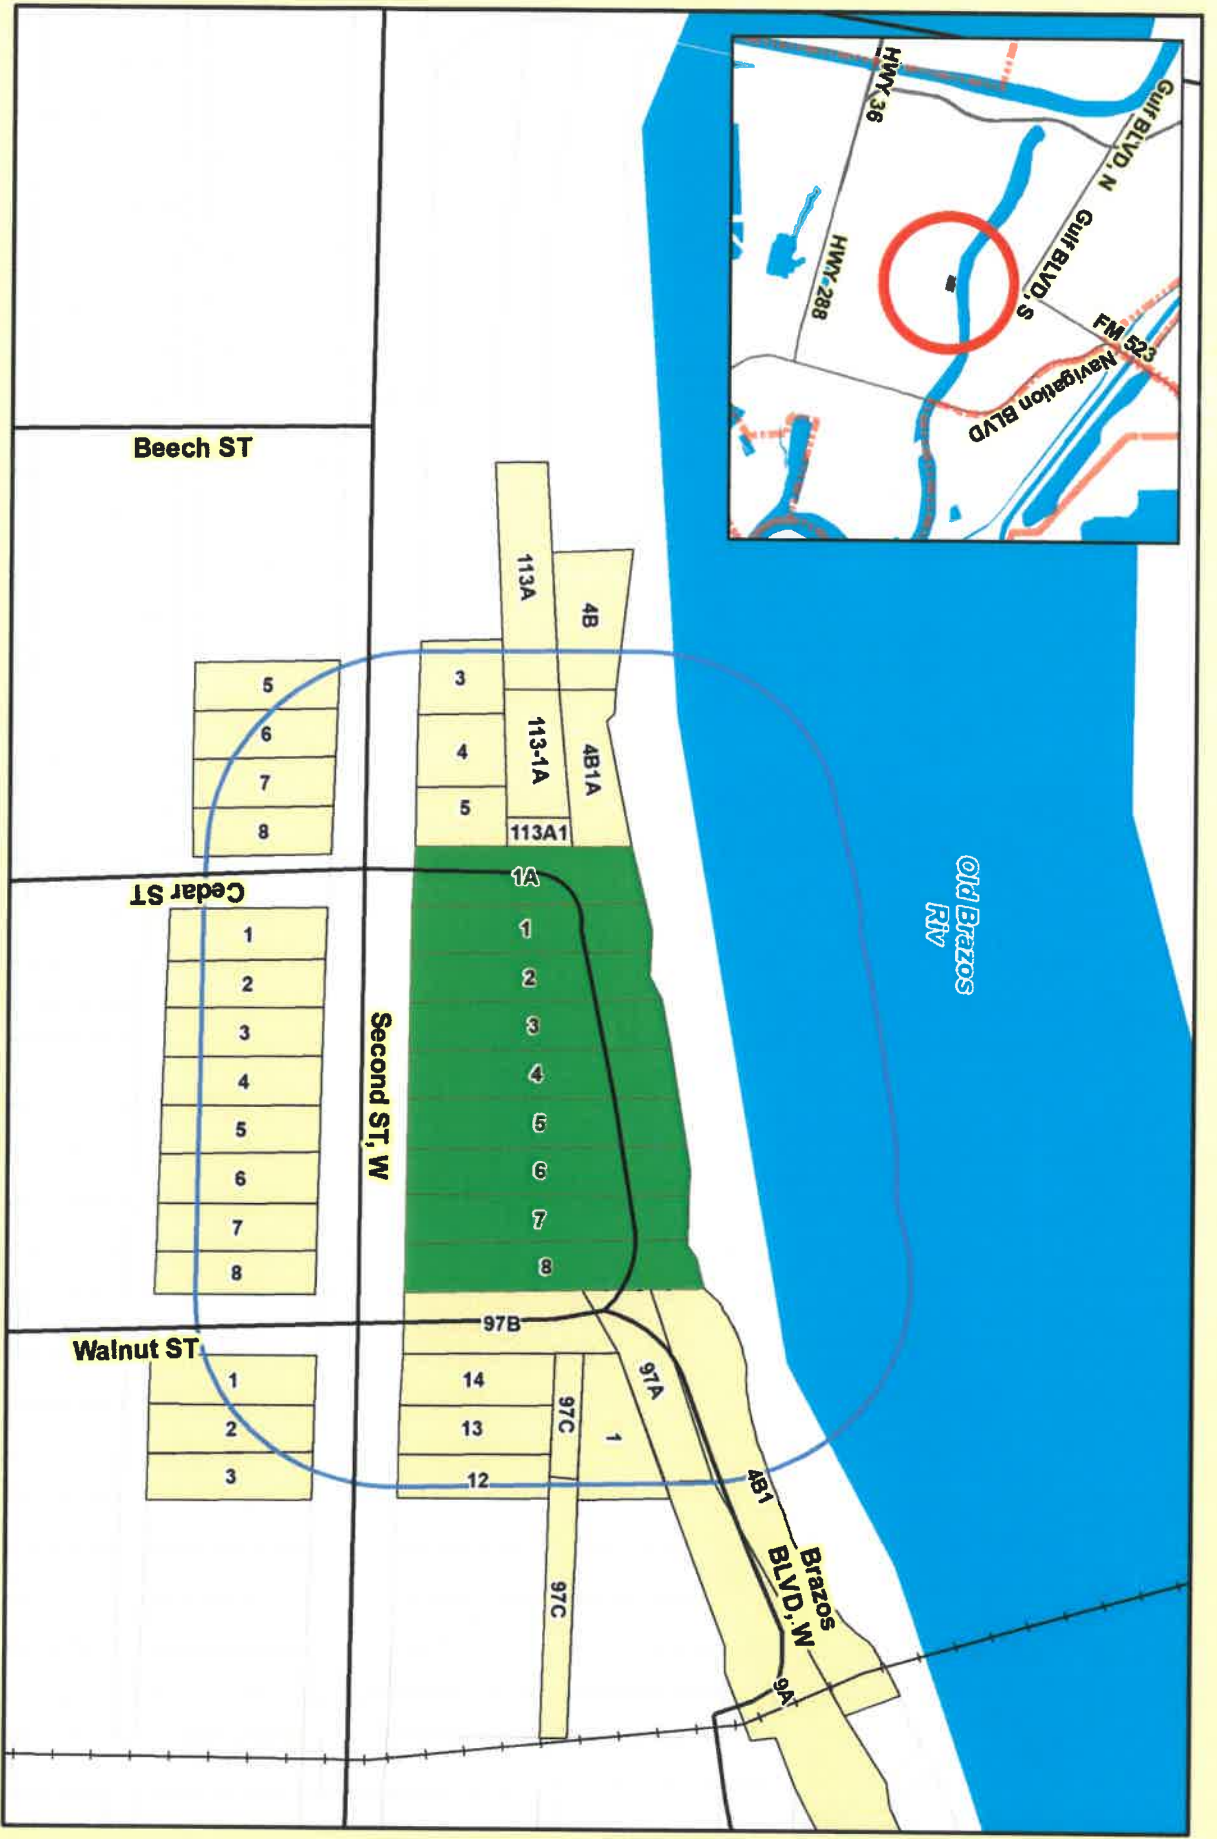 HWY 36
Gulf BLVD, N
Gulf BLVD, S
HWY 288
FM 523
Navigation BLVD
Beech ST
113A
4B
3
113-1A
4
4B1A
5
113A1
5
6
7
8
Cedar ST
1A
1
2
3
4
5
6
7
8
Old Brazos
Riv
1
2
3
4
5
6
7
8
Second ST, W
Walnut ST
97B
97A
14
97C
13
1
12
4B1
1
2
3
97C
Brazos
BLVD, W
9A